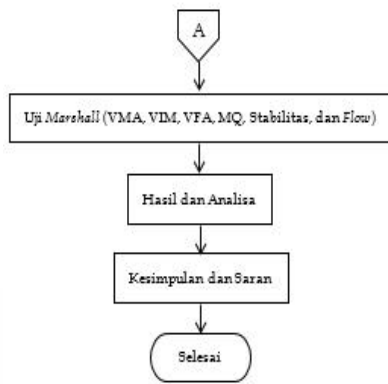 A
Uji Marshall (VMA, VIM, VFA, MQ, Stabilitas, dan Flow)
Hasil dan Analisa
Kesimpulan dan Saran
Selesai